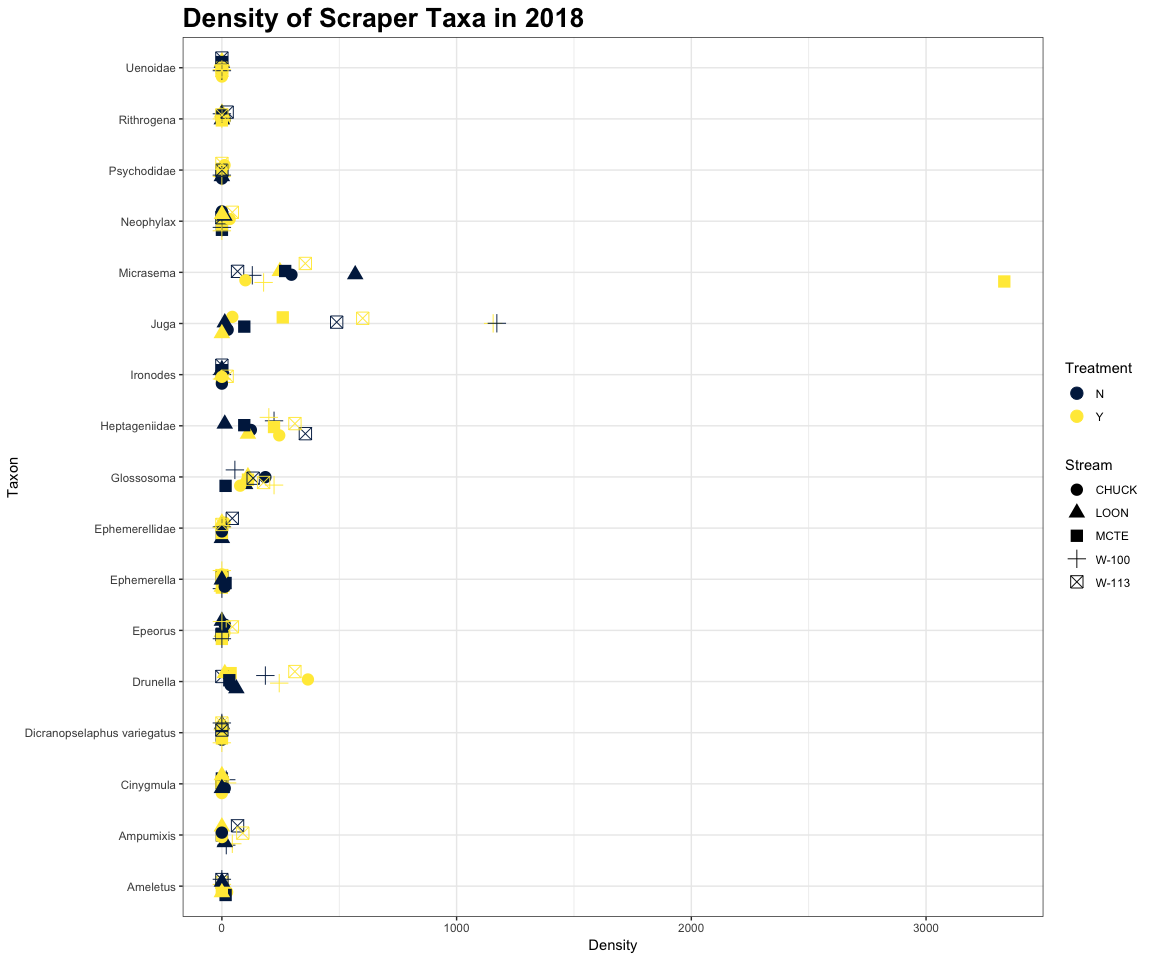 Density of Scraper Taxa in 2018
Taxon
Uenoidae
Rithrogena
Psychodidae
Neophylax
Micrasema
Juga
Ironodes
Heptageniidae
Glossosoma
Ephemerellidae
Ephemerella
Epeorus
Drunella
Dicranopselaphus variegatus
Cinygmula
Ampumixis
Ameletus
0 1000 2000 3000
Density
Treatment
N
Y
Stream
CHUCK
LOON
MCTE
W-100
W-113